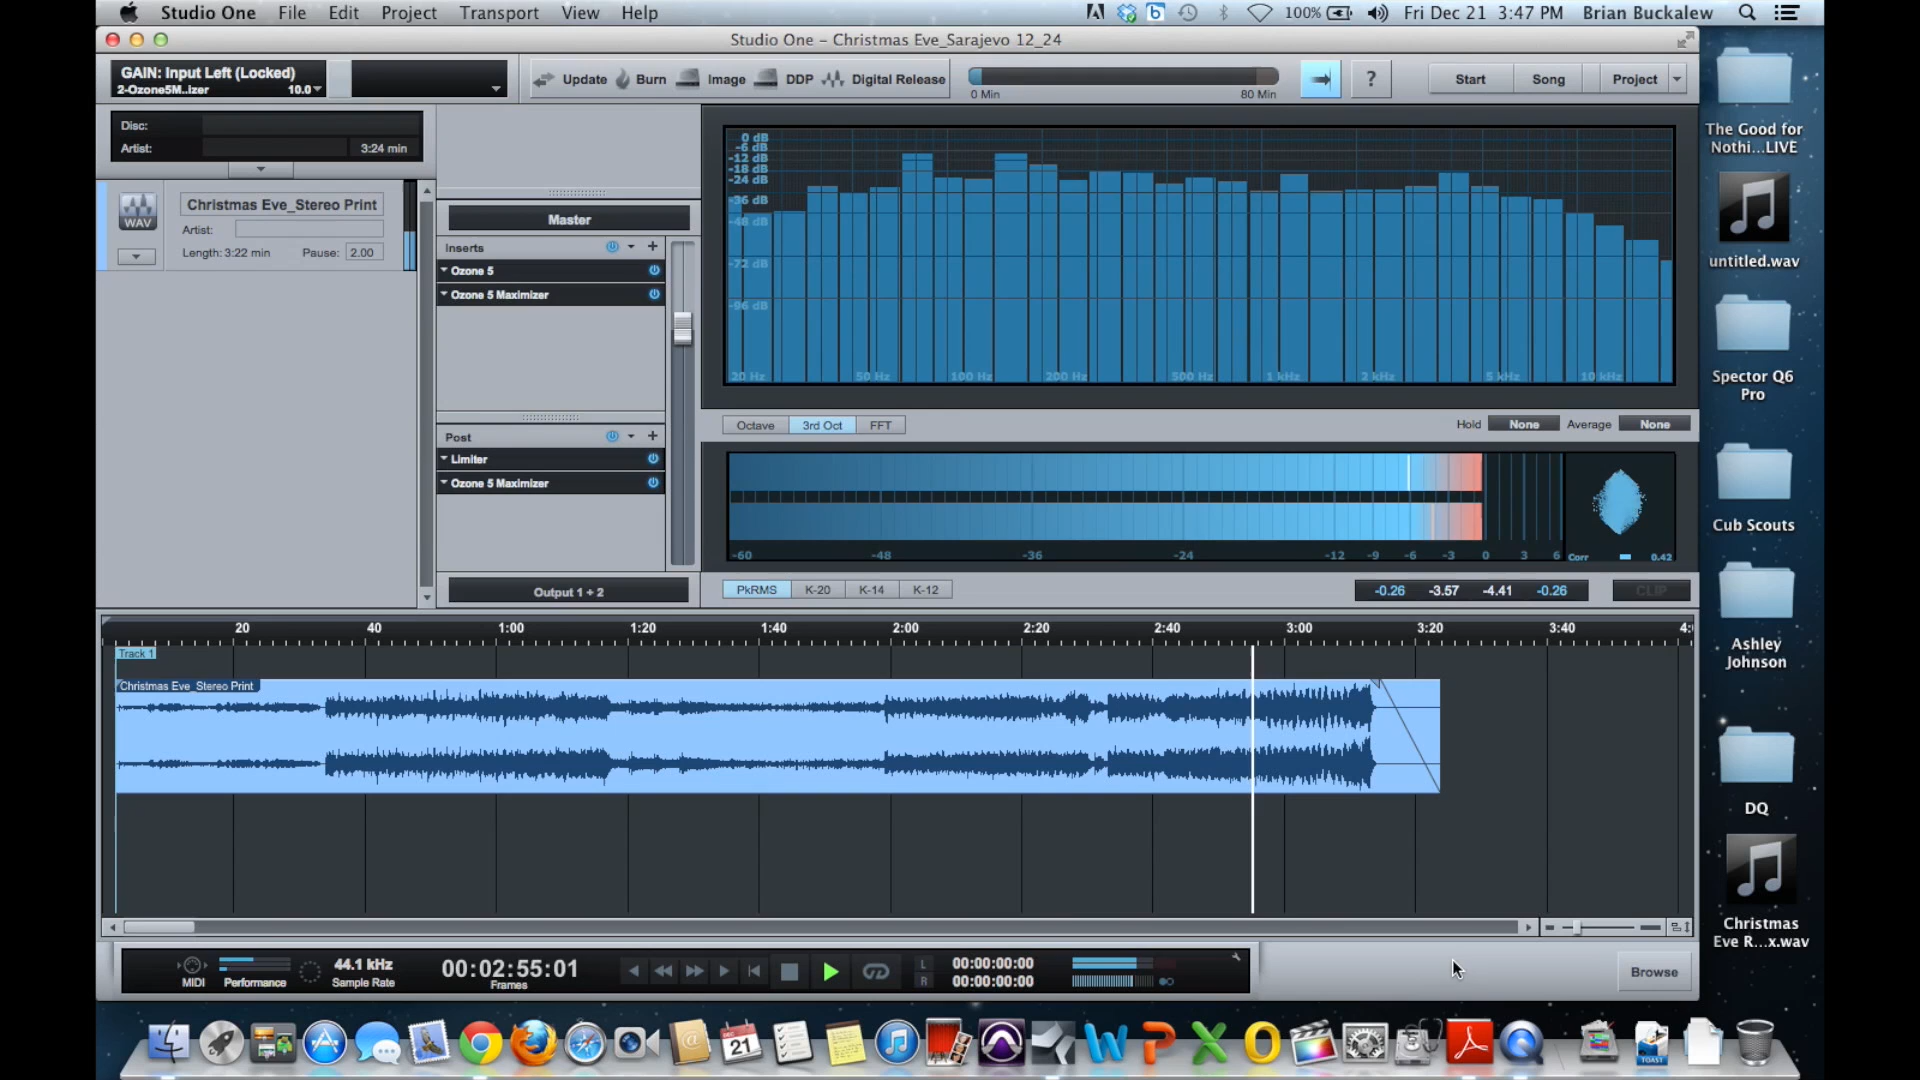 Studio One File Edit Project Transport View Help 100% Fri Dec 21 3:47 PM Brian Buckalew
Studio One – Christmas Eve_Sarajevo 12_24
GAIN: Input Left (Locked)
2-Ozone5M..izer 10.0
Update Burn Image DDP Digital Release
0 Min 80 Min
? Start Song Project
Disc:
Artist: 3:24 min
WAV
Christmas Eve_Stereo Print
Artist:
Length: 3:22 min Pause: 2.00
Master
Inserts
Ozone 5
Ozone 5 Maximizer
Post
Limiter
Ozone 5 Maximizer
Output 1 + 2
0 dB
-6 dB
-12 dB
-18 dB
-24 dB
-36 dB
-48 dB
-72 dB
-96 dB
20 Hz 50 Hz 100 Hz 200 Hz 500 Hz 1 kHz 2 kHz 5 kHz 10 kHz
Octave 3rd Oct FFT Hold None Average None
-60 -48 -36 -24 -12 -9 -6 -3 0 3 6 Corr 0.42
PkRMS K-20 K-14 K-12 -0.26 -3.57 -4.41 -0.26 CLIP
20 40 1:00 1:20 1:40 2:00 2:20 2:40 3:00 3:20 3:40
Track 1
Christmas Eve_Stereo Print
MIDI Performance
44.1 kHz
Sample Rate
00:02:55:01
Frames
L 00:00:00:00
R 00:00:00:00
Browse
The Good for
Nothi...LIVE
untitled.wav
Spector Q6
Pro
Cub Scouts
Ashley
Johnson
DQ
Christmas
Eve R...x.wav
21
TOAST